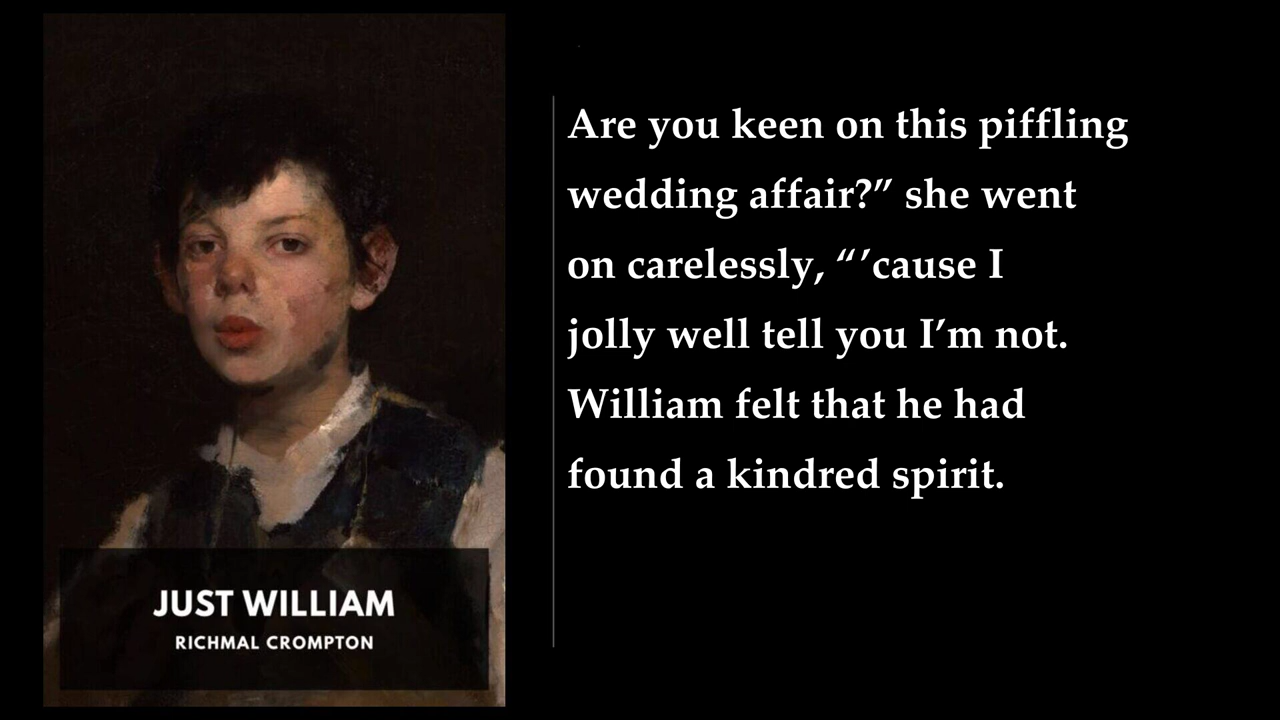 Are you keen on this piffling
wedding affair?” she went
on carelessly, “’cause I
jolly well tell you I’m not.
William felt that he had
found a kindred spirit.
JUST WILLIAM
RICHMAL CROMPTON